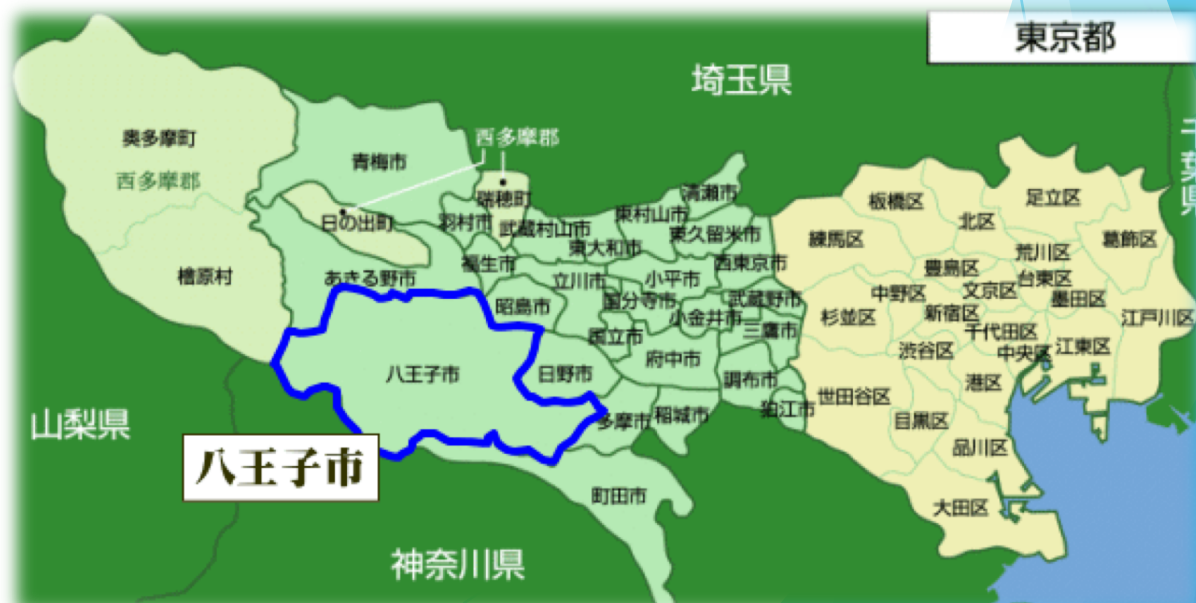 東京都
埼玉県
千葉県
奥多摩町
西多摩郡
青梅市
西多摩郡
瑞穂町
日の出町
羽村市
武蔵村山市
東村山市
清瀬市
東大和市
東久留米市
檜原村
あきる野市
福生市
立川市
小平市
西東京市
昭島市
国分寺市
小金井市
武蔵野市
国立市
三鷹市
八王子市
日野市
府中市
調布市
多摩市
稲城市
狛江市
町田市
板橋区
北区
足立区
練馬区
荒川区
葛飾区
豊島区
台東区
中野区
文京区
墨田区
杉並区
新宿区
江戸川区
千代田区
渋谷区
中央区
江東区
世田谷区
港区
目黒区
品川区
大田区
山梨県
八王子市
神奈川県